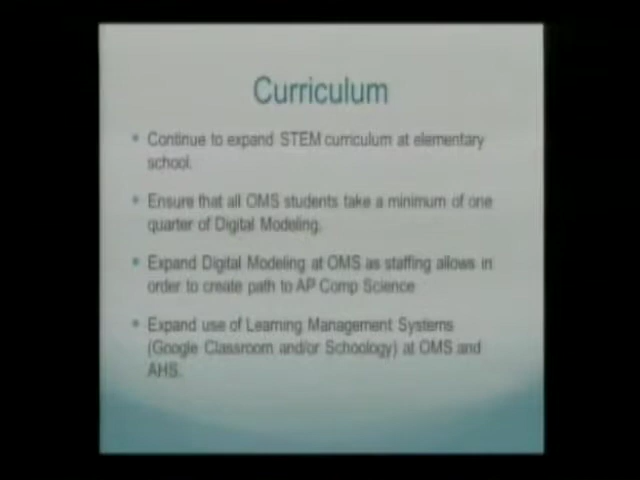 Curriculum
Continue to expand STEM curriculum at elementary
school.
Ensure that all OMS students take a minimum of one
quarter of Digital Modeling.
Expand Digital Modeling at OMS as staffing allows in
order to create path to AP Comp Science
Expand use of Learning Management Systems
(Google Classroom and/or Schoology) at OMS and
AHS.